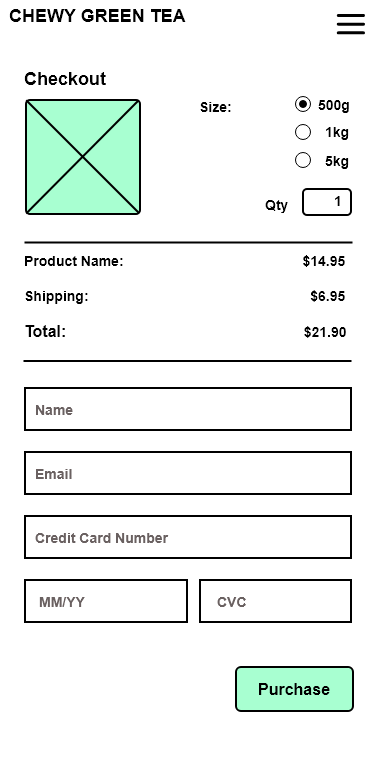 CHEWY GREEN TEA
Checkout
Size:
500g
1kg
5kg
Qty 1
Product Name: $14.95
Shipping: $6.95
Total: $21.90
Name
Email
Credit Card Number
MM/YY CVC
Purchase